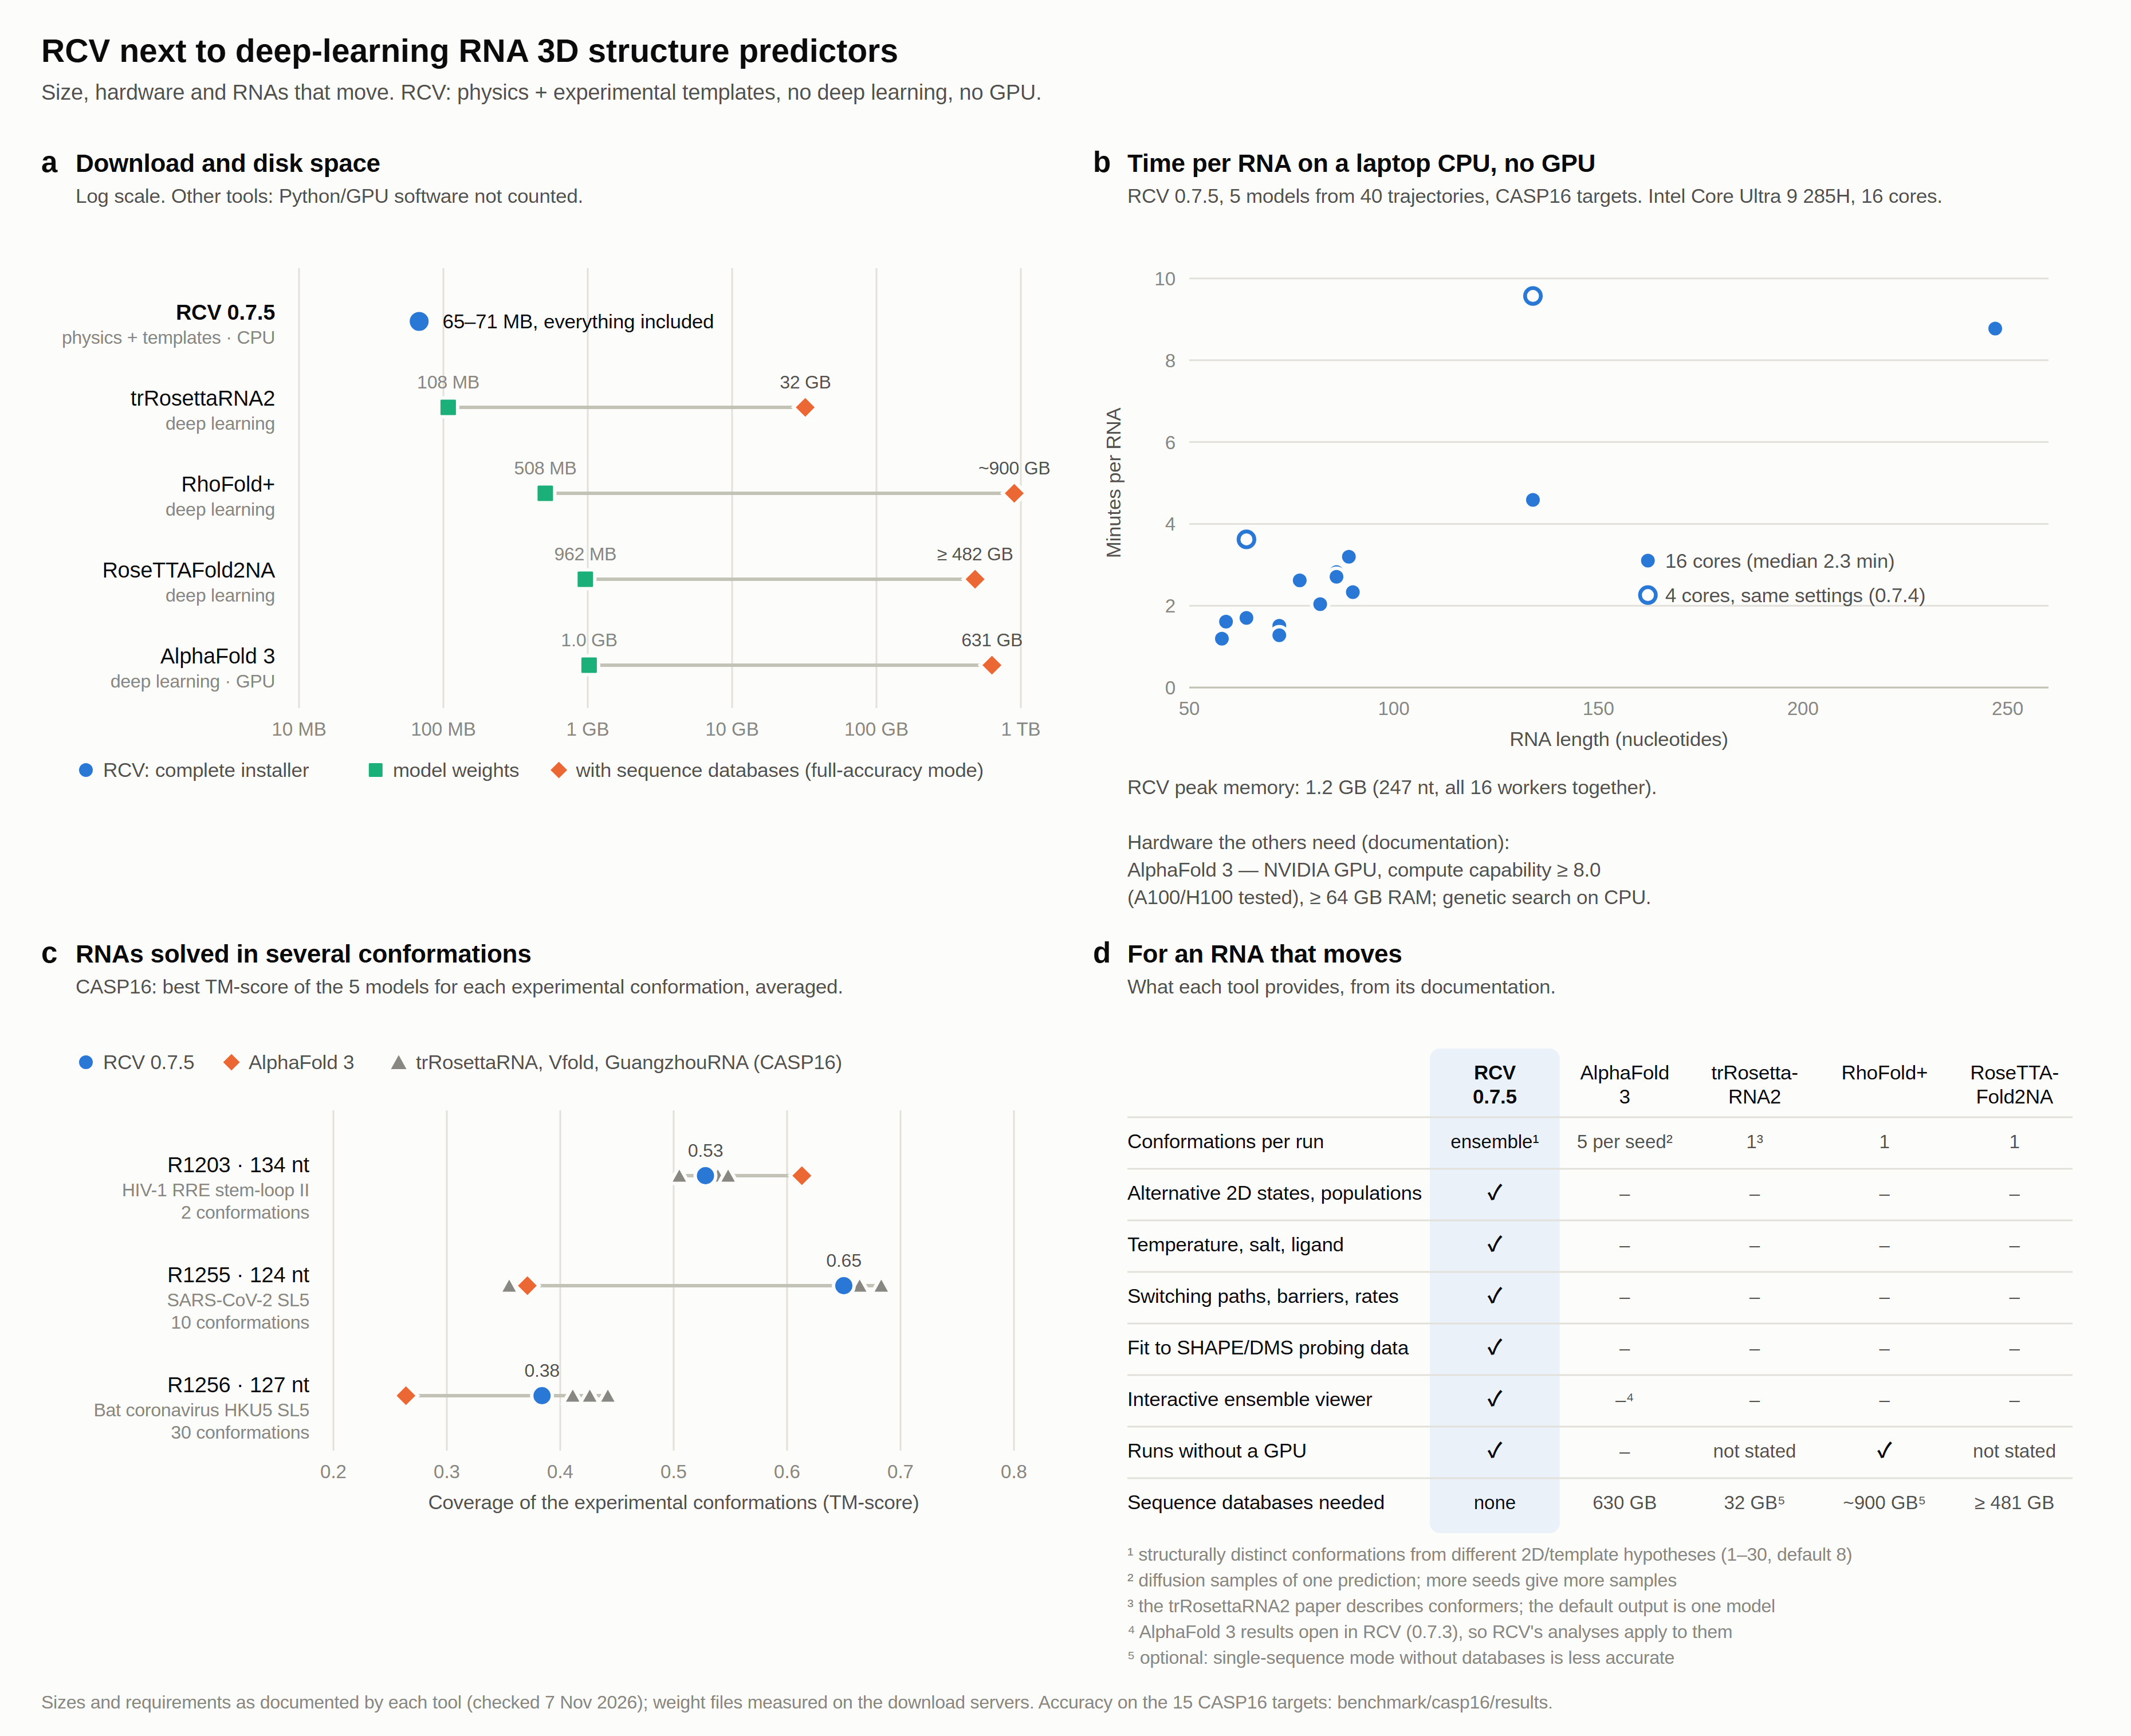 RCV next to deep-learning RNA 3D structure predictors
Size, hardware and RNAs that move. RCV: physics + experimental templates, no deep learning, no GPU.
a Download and disk space
Log scale. Other tools: Python/GPU software not counted.
RCV 0.7.5
physics + templates · CPU
65–71 MB, everything included
108 MB 32 GB
trRosettaRNA2
deep learning
508 MB ~900 GB
RhoFold+
deep learning
962 MB ≥ 482 GB
RoseTTAFold2NA
deep learning
1.0 GB 631 GB
AlphaFold 3
deep learning · GPU
10 MB 100 MB 1 GB 10 GB 100 GB 1 TB
RCV: complete installer model weights with sequence databases (full-accuracy mode)
b Time per RNA on a laptop CPU, no GPU
RCV 0.7.5, 5 models from 40 trajectories, CASP16 targets. Intel Core Ultra 9 285H, 16 cores.
Minutes per RNA
10
8
6
4
2
0
16 cores (median 2.3 min)
4 cores, same settings (0.7.4)
50 100 150 200 250
RNA length (nucleotides)
RCV peak memory: 1.2 GB (247 nt, all 16 workers together).
Hardware the others need (documentation):
AlphaFold 3 — NVIDIA GPU, compute capability ≥ 8.0
(A100/H100 tested), ≥ 64 GB RAM; genetic search on CPU.
c RNAs solved in several conformations
CASP16: best TM-score of the 5 models for each experimental conformation, averaged.
RCV 0.7.5 AlphaFold 3 trRosettaRNA, Vfold, GuangzhouRNA (CASP16)
0.53
R1203 · 134 nt
HIV-1 RRE stem-loop II
2 conformations
0.65
R1255 · 124 nt
SARS-CoV-2 SL5
10 conformations
0.38
R1256 · 127 nt
Bat coronavirus HKU5 SL5
30 conformations
0.2 0.3 0.4 0.5 0.6 0.7 0.8
Coverage of the experimental conformations (TM-score)
d For an RNA that moves
What each tool provides, from its documentation.
RCV AlphaFold trRosetta- RhoFold+ RoseTTA-
0.7.5 3 RNA2 Fold2NA
Conformations per run ensemble¹ 5 per seed² 1³ 1 1
Alternative 2D states, populations ✓ – – – –
Temperature, salt, ligand ✓ – – – –
Switching paths, barriers, rates ✓ – – – –
Fit to SHAPE/DMS probing data ✓ – – – –
Interactive ensemble viewer ✓ –⁴ – – –
Runs without a GPU ✓ – not stated ✓ not stated
Sequence databases needed none 630 GB 32 GB⁵ ~900 GB⁵ ≥ 481 GB
¹ structurally distinct conformations from different 2D/template hypotheses (1–30, default 8)
² diffusion samples of one prediction; more seeds give more samples
³ the trRosettaRNA2 paper describes conformers; the default output is one model
⁴ AlphaFold 3 results open in RCV (0.7.3), so RCV's analyses apply to them
⁵ optional: single-sequence mode without databases is less accurate
Sizes and requirements as documented by each tool (checked 7 Nov 2026); weight files measured on the download servers. Accuracy on the 15 CASP16 targets: benchmark/casp16/results.